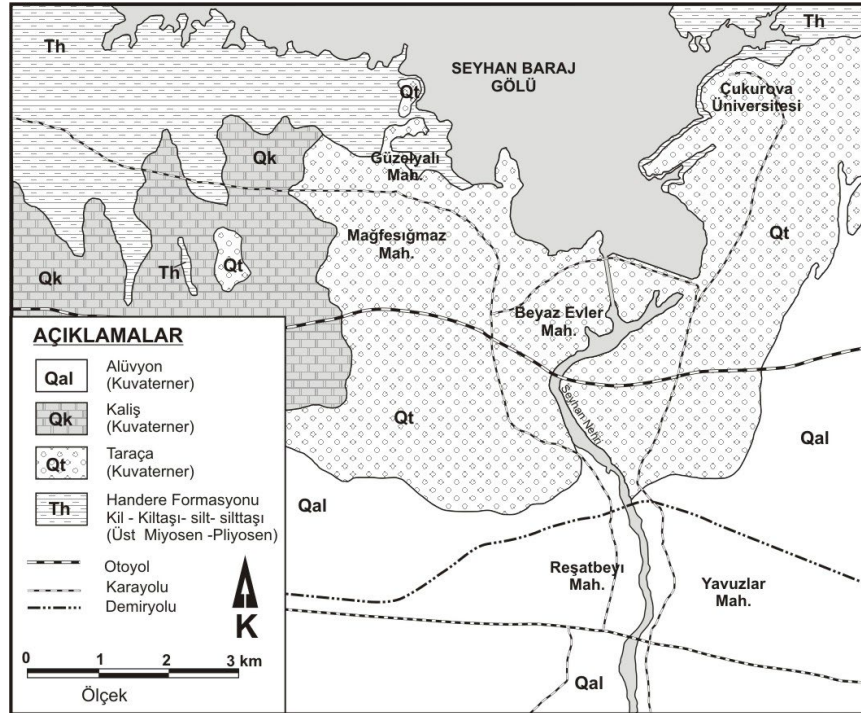 Th
SEYHAN BARAJ
GÖLÜ
Th
Qt
Çukurova
Üniversitesi
Qk
Güzelyalı
Mah.
Qt
Mağfesığmaz
Mah.
Qk
Th
Qt
Beyaz Evler
Mah.
Seyhan Nehri
Qt
Qal
Qal
Reşatbeyı
Mah.
Yavuzlar
Mah.
Qal
AÇIKLAMALAR
Qal
Alüvyon
(Kuvaterner)
Qk
Kaliş
(Kuvaterner)
Qt
Taraça
(Kuvaterner)
Th
Handere Formasyonu
Kil - Kiltaşı- silt- silttaşı
(Üst Miyosen -Pliyosen)
Otoyol
Karayolu
Demiryolu
K
0 1 2 3 km
Ölçek